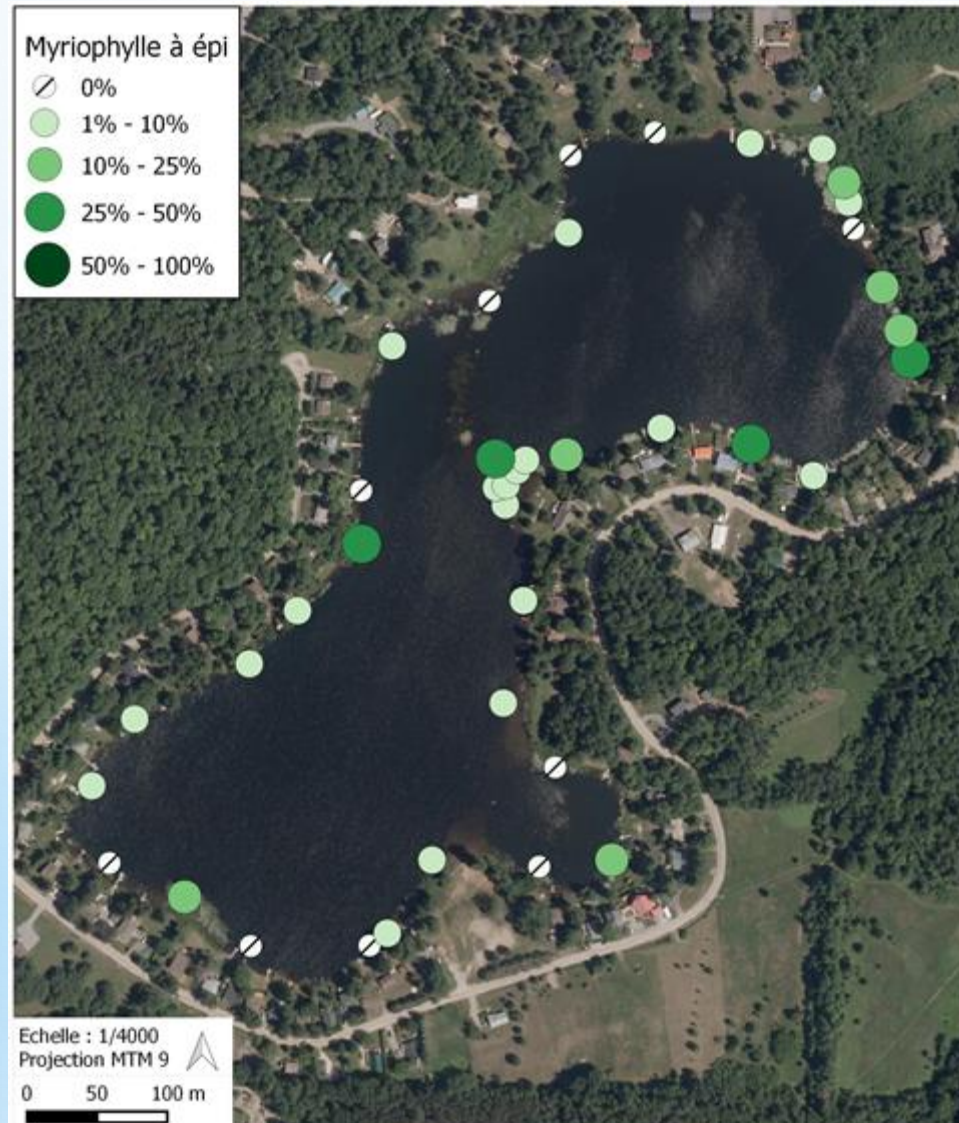 Myriophylle à épi
0%
1% - 10%
10% - 25%
25% - 50%
50% - 100%
Echelle : 1/4000
Projection MTM 9
0 50 100 m